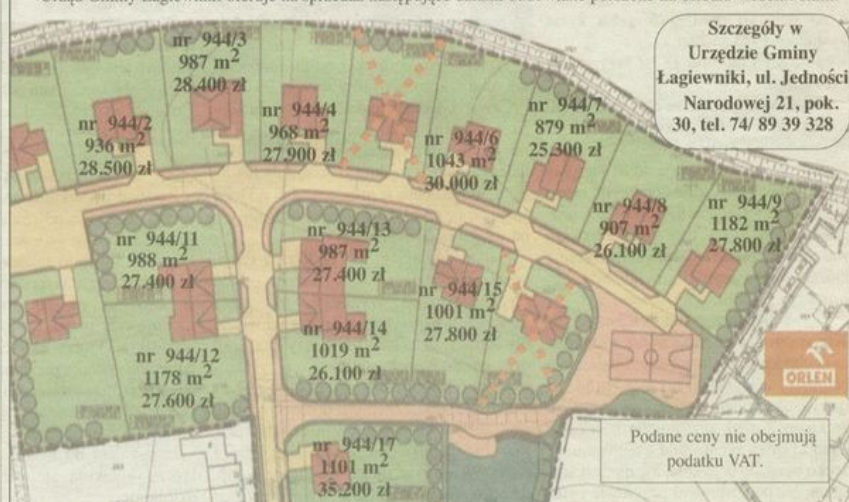 nr 944/3
987 m²
28.400 zł
nr 944/2
936 m²
28.500 zł
nr 944/4
968 m²
27.900 zł
nr 944/6
1043 m²
30.000 zł
nr 944/7
879 m²
25.300 zł
nr 944/8
907 m²
26.100 zł
nr 944/9
1182 m²
27.800 zł
Szczegóły w
Urzędzie Gminy
Łagiewniki, ul. Jedności
Narodowej 21, pok.
30, tel. 74/ 89 39 328
nr 944/11
988 m²
27.400 zł
nr 944/13
987 m²
27.400 zł
nr 944/15
1001 m²
27.800 zł
nr 944/12
1178 m²
27.600 zł
nr 944/14
1019 m²
26.100 zł
ORLEN
nr 944/17
1101 m²
35.200 zł
Podane ceny nie obejmują
podatku VAT.